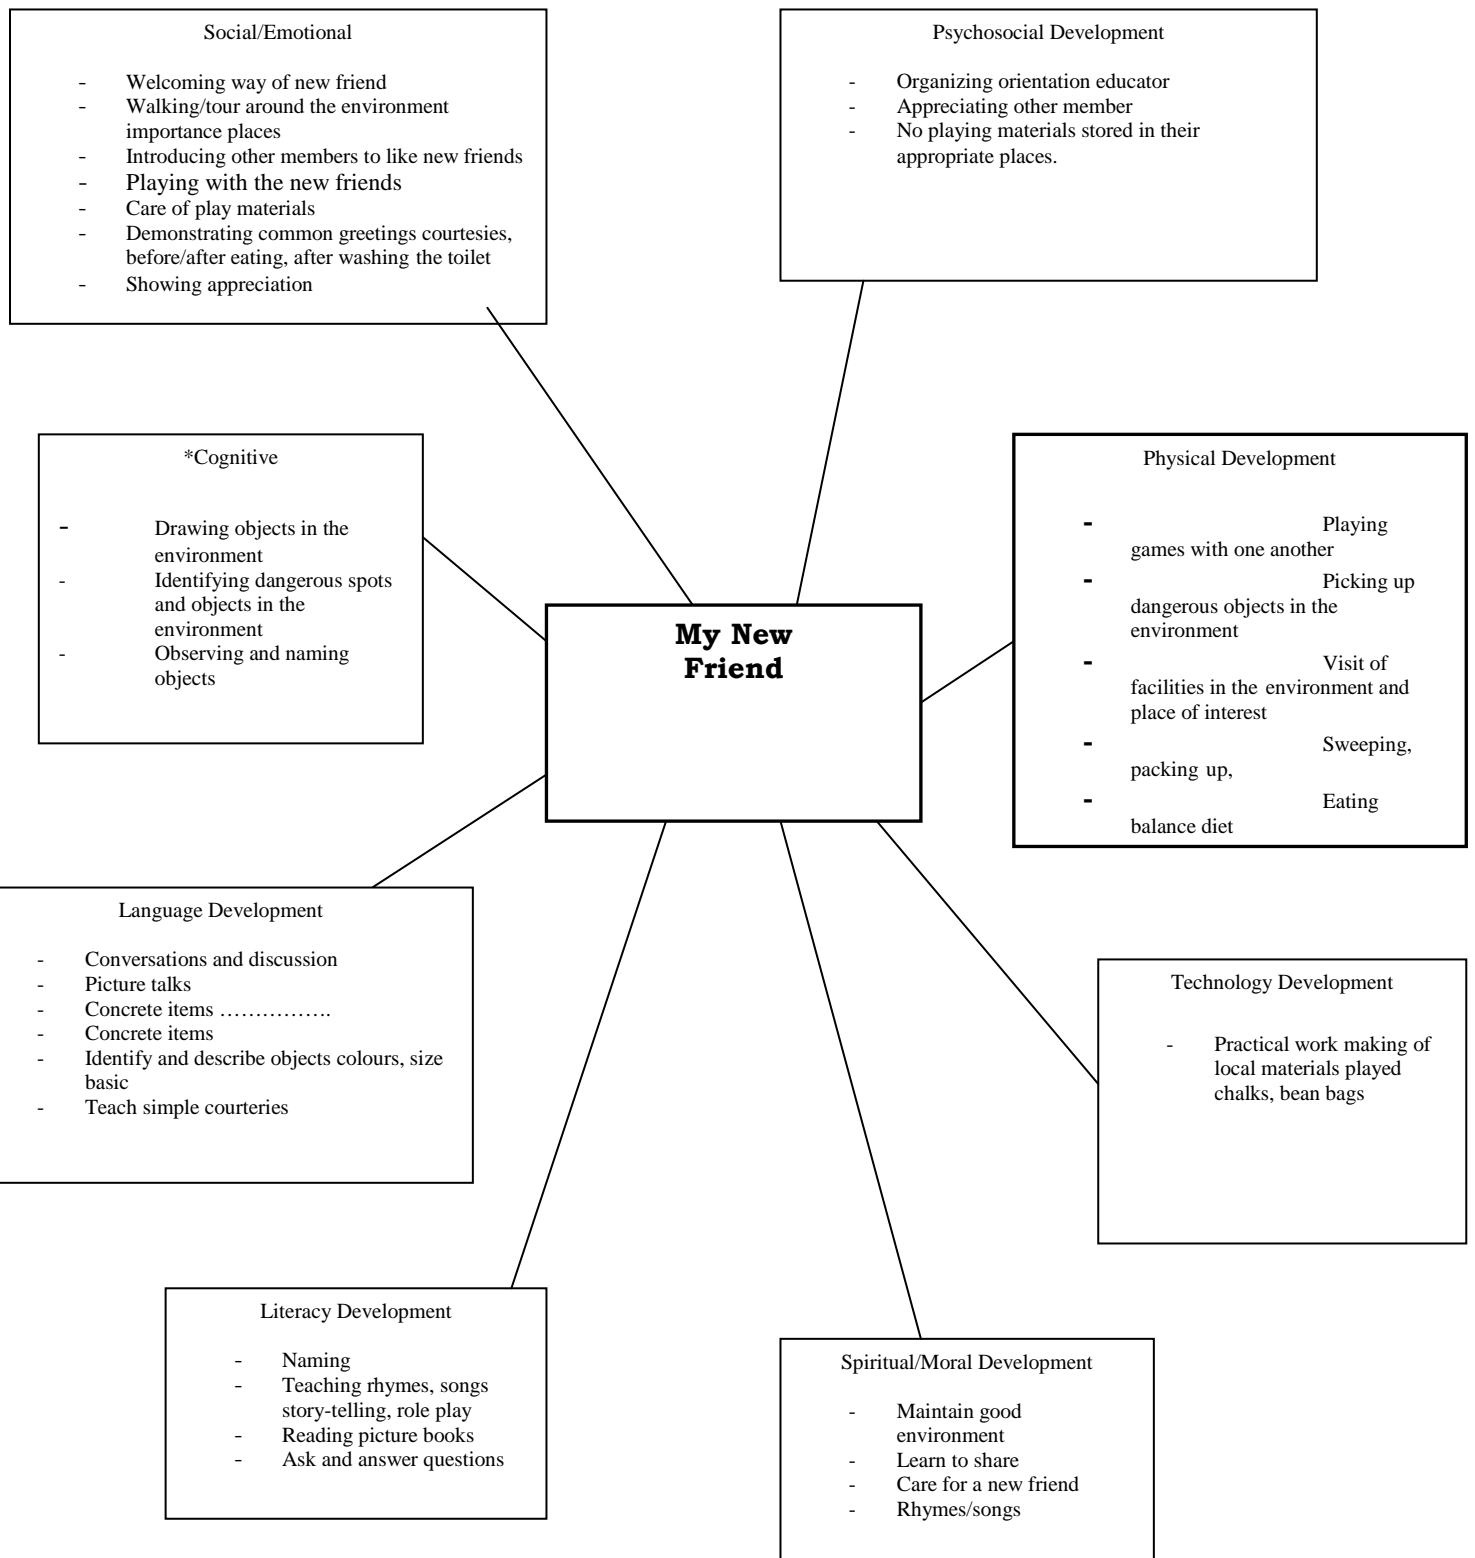 Social/Emotional
- Welcoming way of new friend
- Walking/tour around the environment
importance places
- Introducing other members to like new friends
- Playing with the new friends
- Care of play materials
- Demonstrating common greetings courtesies,
before/after eating, after washing the toilet
- Showing appreciation
Psychosocial Development
- Organizing orientation educator
- Appreciating other member
- No playing materials stored in their
appropriate places.
*Cognitive
- Drawing objects in the
environment
- Identifying dangerous spots
and objects in the
environment
- Observing and naming
objects
My New
Friend
Physical Development
- Playing
games with one another
- Picking up
dangerous objects in the
environment
- Visit of
facilities in the environment and
place of interest
- Sweeping,
packing up,
- Eating
balance diet
Language Development
- Conversations and discussion
- Picture talks
- Concrete items …………….
- Concrete items
- Identify and describe objects colours, size
basic
- Teach simple courteries
Technology Development
- Practical work making of
local materials played
chalks, bean bags
Literacy Development
- Naming
- Teaching rhymes, songs
story-telling, role play
- Reading picture books
- Ask and answer questions
Spiritual/Moral Development
- Maintain good
environment
- Learn to share
- Care for a new friend
- Rhymes/songs